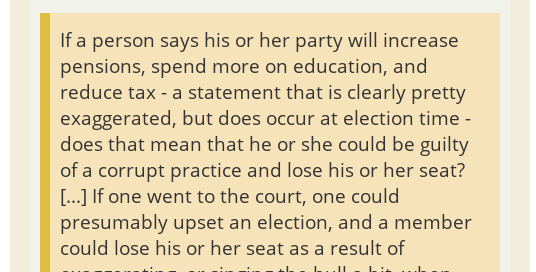 If a person says his or her party will increase
pensions, spend more on education, and
reduce tax - a statement that is clearly pretty
exaggerated, but does occur at election time -
does that mean that he or she could be guilty
of a corrupt practice and lose his or her seat?
[...] If one went to the court, one could
presumably upset an election, and a member
could lose his or her seat as a result of